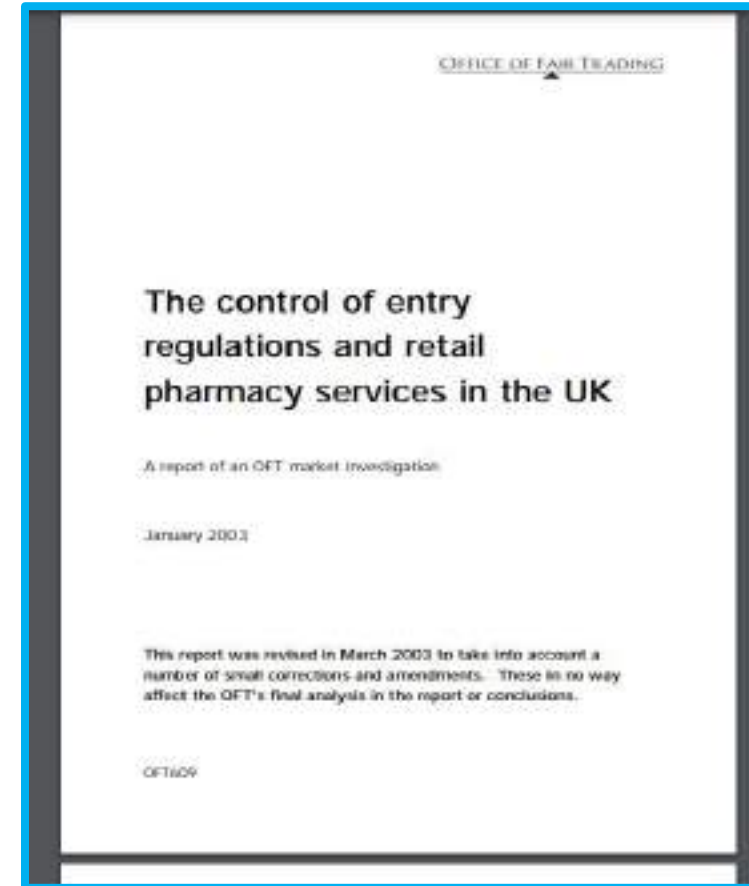 OFFICE OF FAIR TRADING
The control of entry
regulations and retail
pharmacy services in the UK
A report of an OFT market investigation
January 2003
This report was revised in March 2003 to take into account a
number of small corrections and amendments. These in no way
affect the OFT's final analysis in the report or conclusions.
OFT609